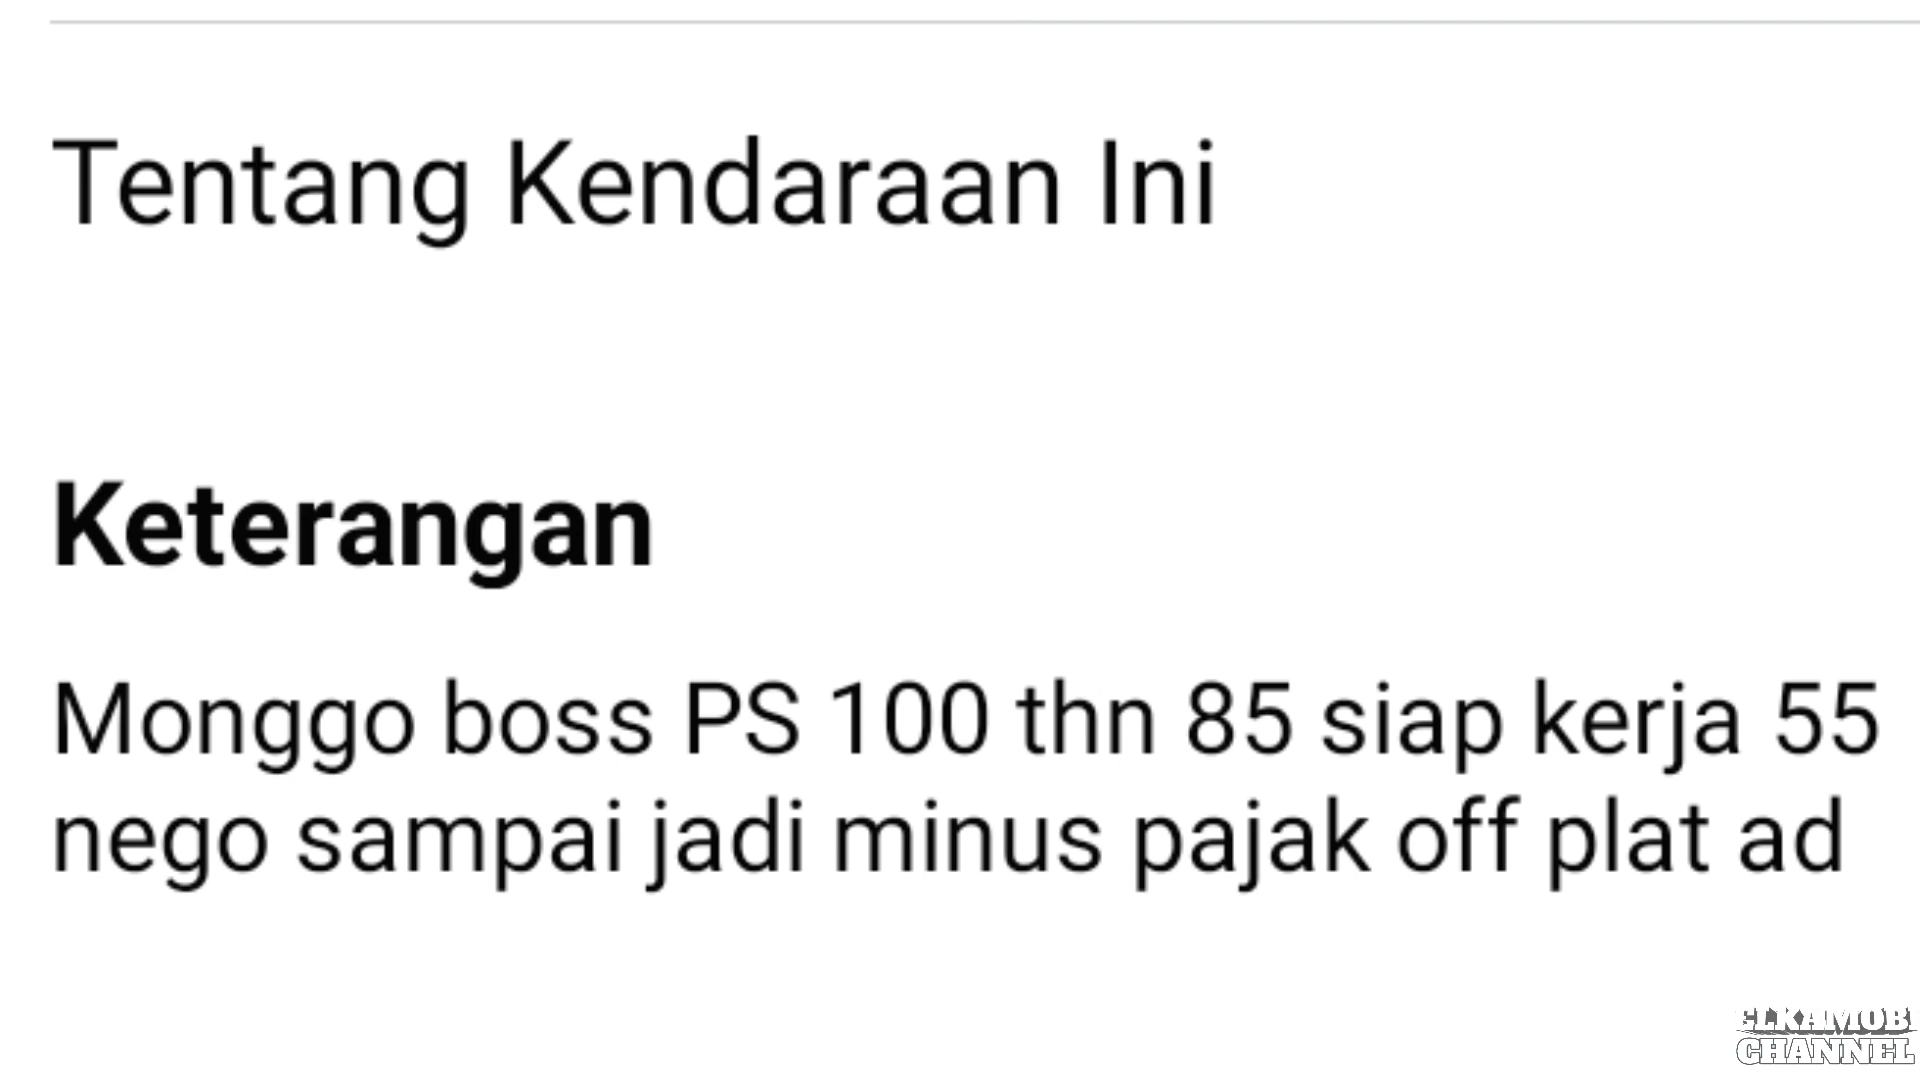 Tentang Kendaraan Ini
Keterangan
Monggo boss PS 100 thn 85 siap kerja 55
nego sampai jadi minus pajak off plat ad
ELKAMOBI
CHANNEL